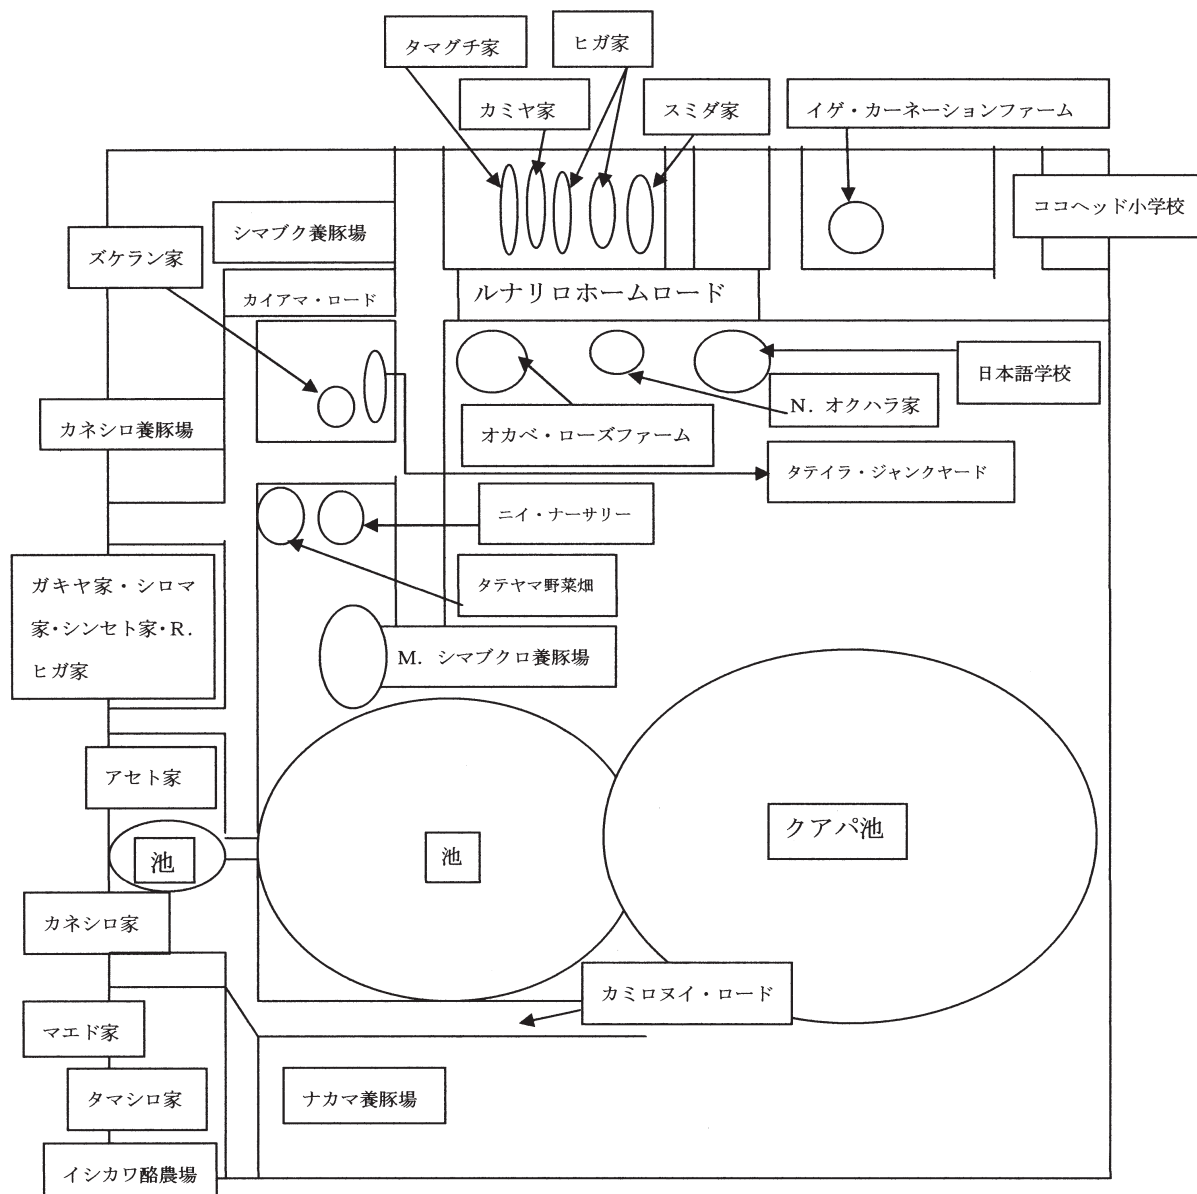 タマグチ家
ヒガ家
カミヤ家
スミダ家
イゲ・カーネーションファーム
ココヘッド小学校
シマブク養豚場
ズケラン家
カイアマ・ロード
ルナリロホームロード
日本語学校
N．オクハラ家
カネシロ養豚場
オカベ・ローズファーム
タテイラ・ジャンクヤード
ニイ・ナーサリー
タテヤマ野菜畑
ガキヤ家・シロマ
家・シンセト家・R．
ヒガ家
M．シマブクロ養豚場
アセト家
クアパ池
池
池
カネシロ家
カミロヌイ・ロード
マエド家
タマシロ家
ナカマ養豚場
イシカワ酪農場